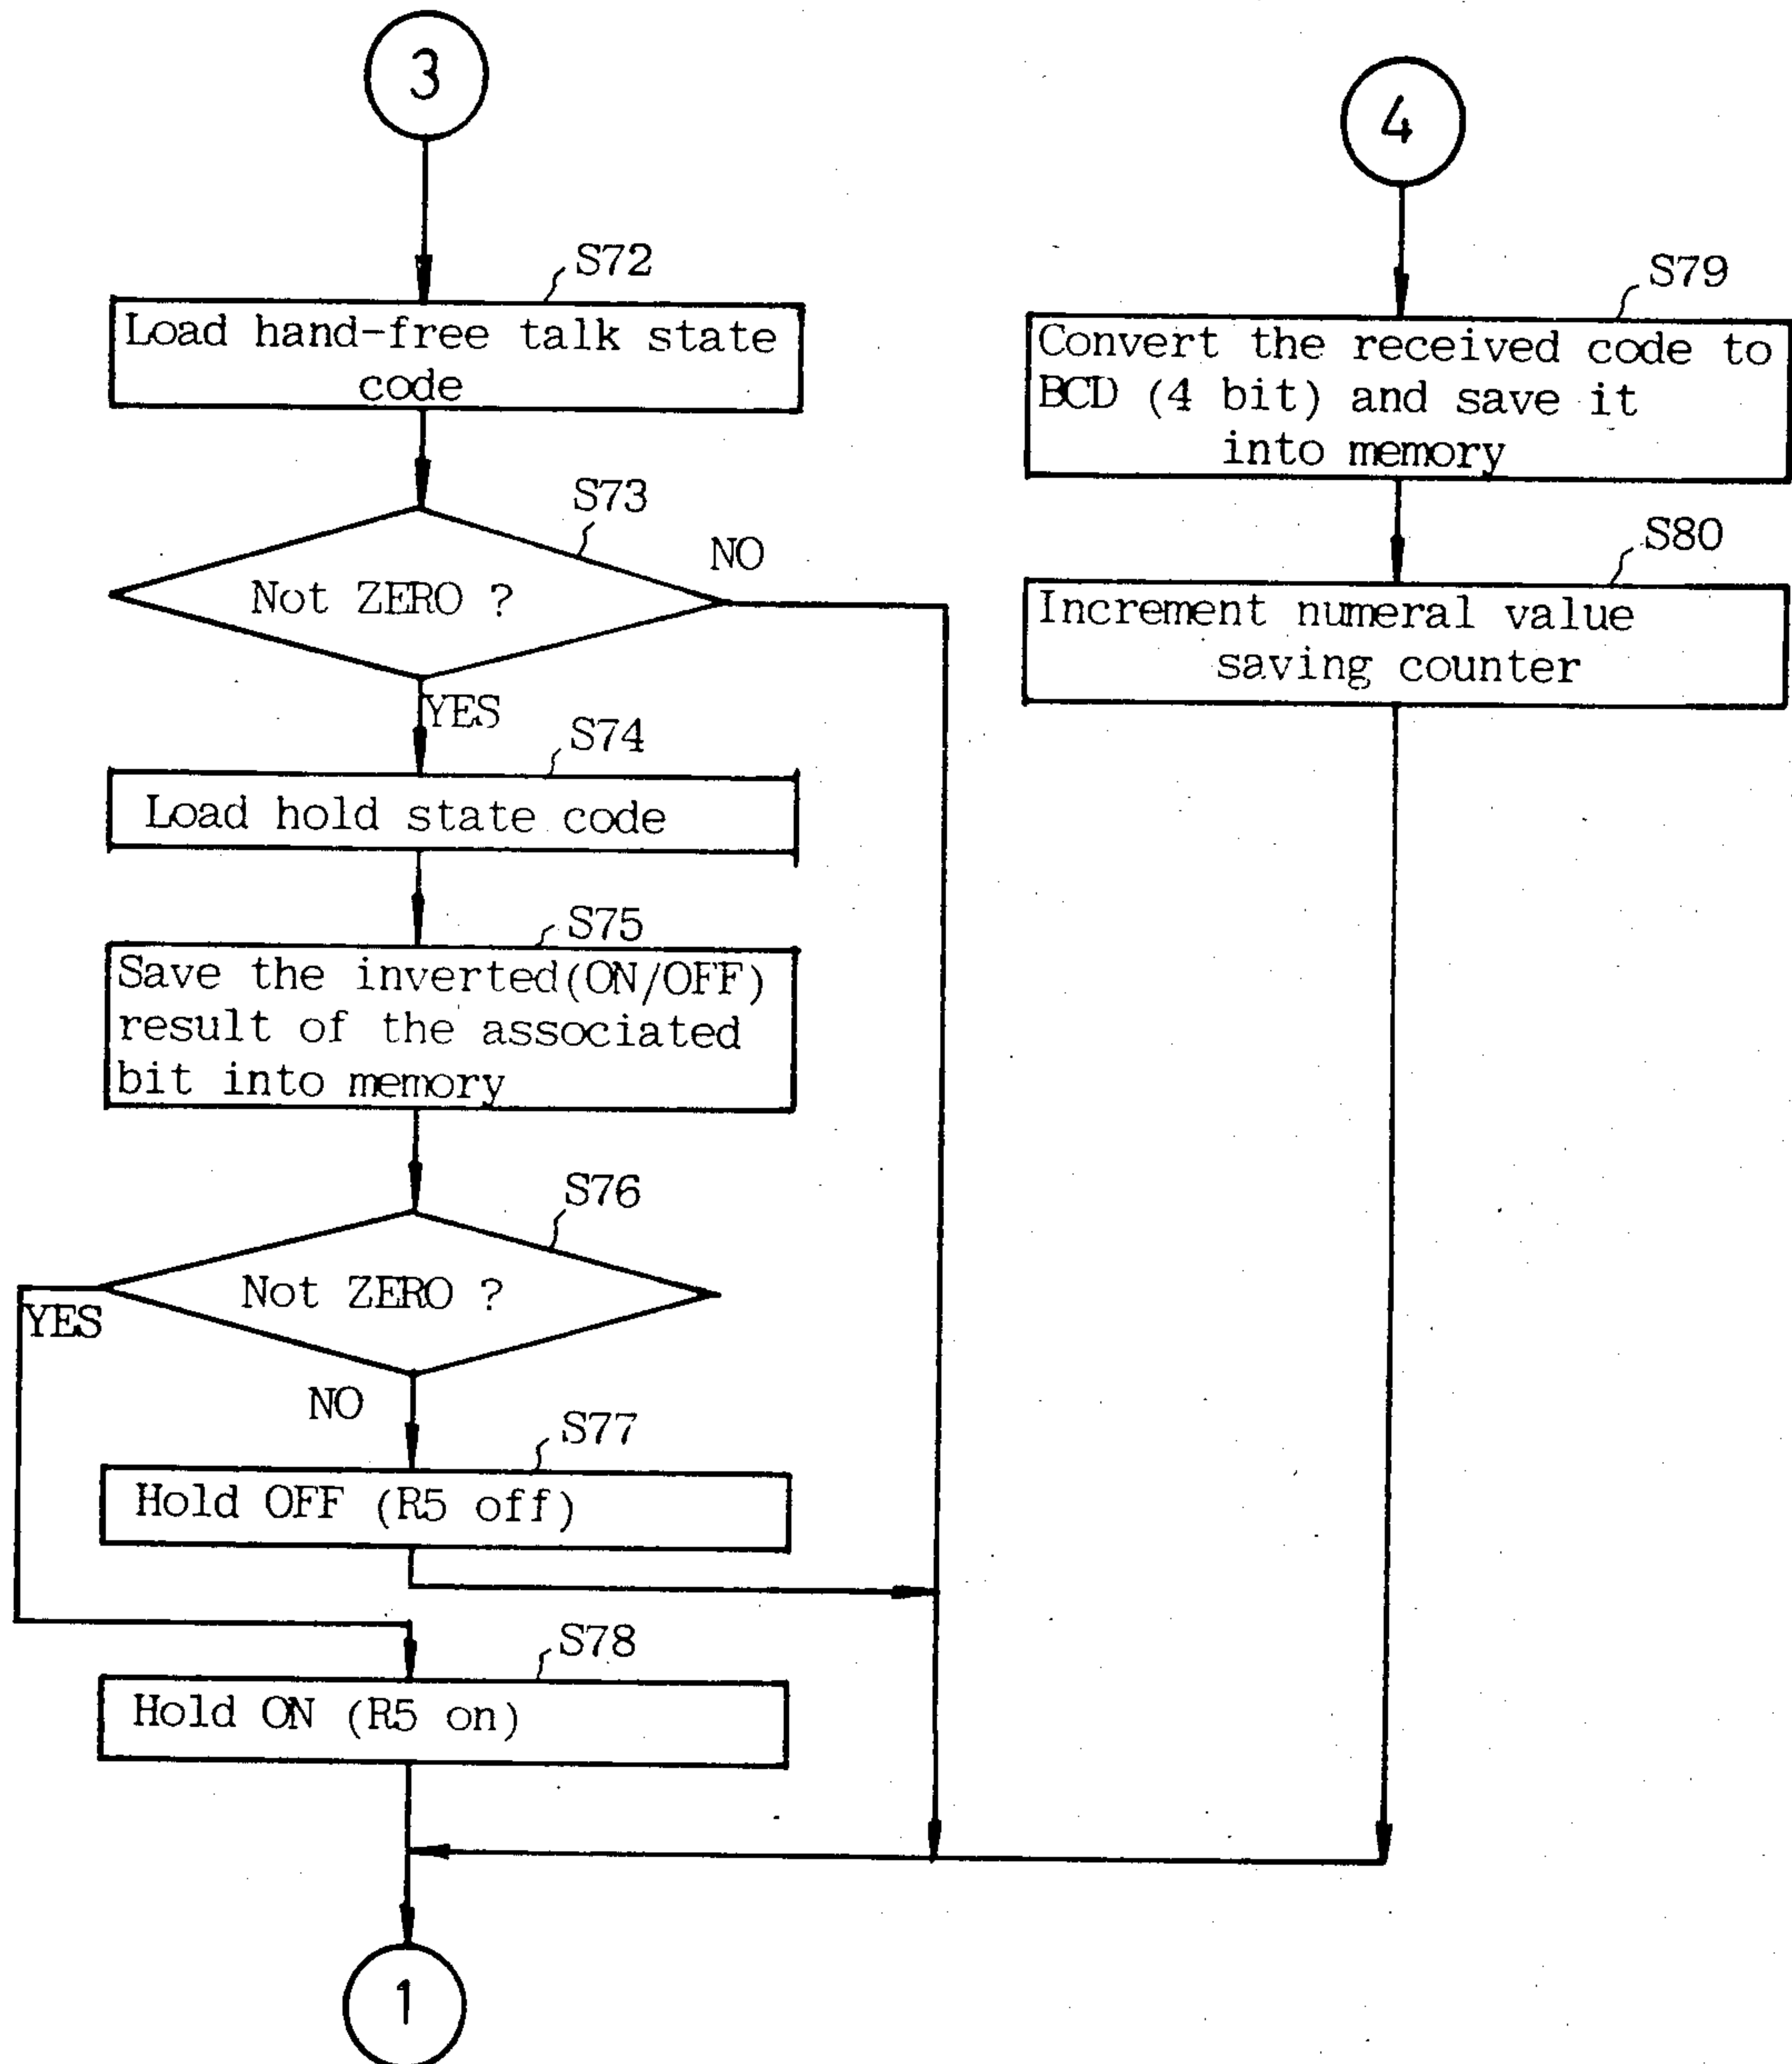 3
S72
Load hand-free talk state
code
S73
NO
Not ZERO ?
YES
S74
Load hold state code
S75
Save the inverted(ON/OFF)
result of the associated
bit into memory
S76
Not ZERO ?
YES
NO
S77
Hold OFF (R5 off)
S78
Hold ON (R5 on)
1
4
S79
Convert the received code to
BCD (4 bit) and save it
into memory
S80
Increment numeral value
saving counter